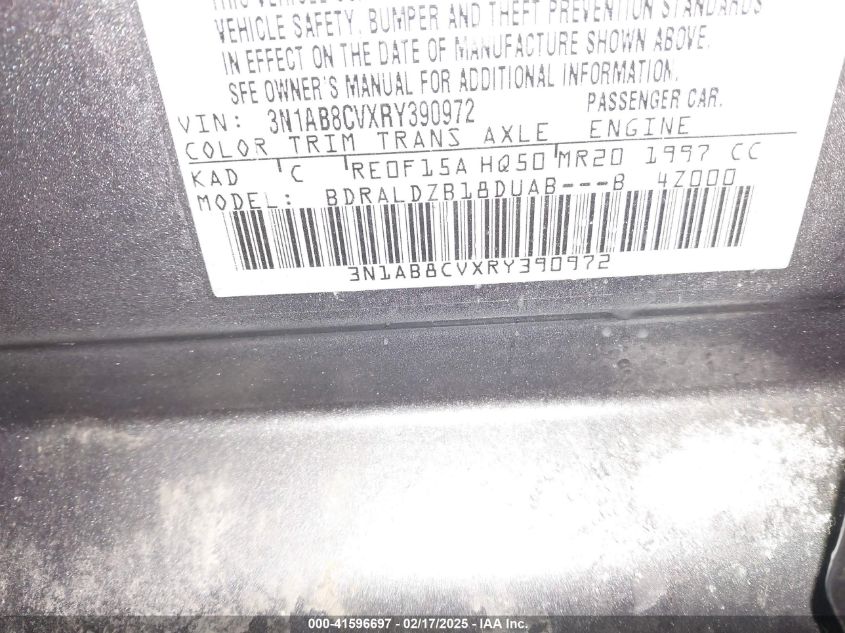 VEHICLE SAFETY, BUMPER AND THEFT PREVENTION STANDARDS
IN EFFECT ON THE DATE OF MANUFACTURE SHOWN ABOVE.
SEE OWNER'S MANUAL FOR ADDITIONAL INFORMATION.
VIN: 3N1AB8CVXRY390972 PASSENGER CAR.
COLOR TRIM TRANS AXLE ENGINE
KAD C RE0F15A HQ50 MR20 1997 CC
MODEL: BDRALDZB18DUAB---B 4Z000
3N1AB8CVXRY390972
000-41596697 - 02/17/2025 - IAA Inc.